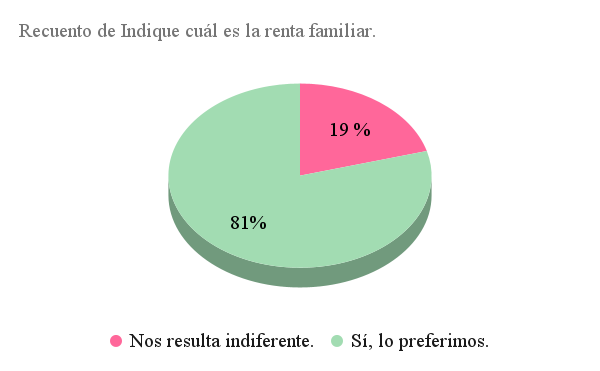 Recuento de Indique cuál es la renta familiar.
19 %
81%
Nos resulta indiferente. Sí, lo preferimos.